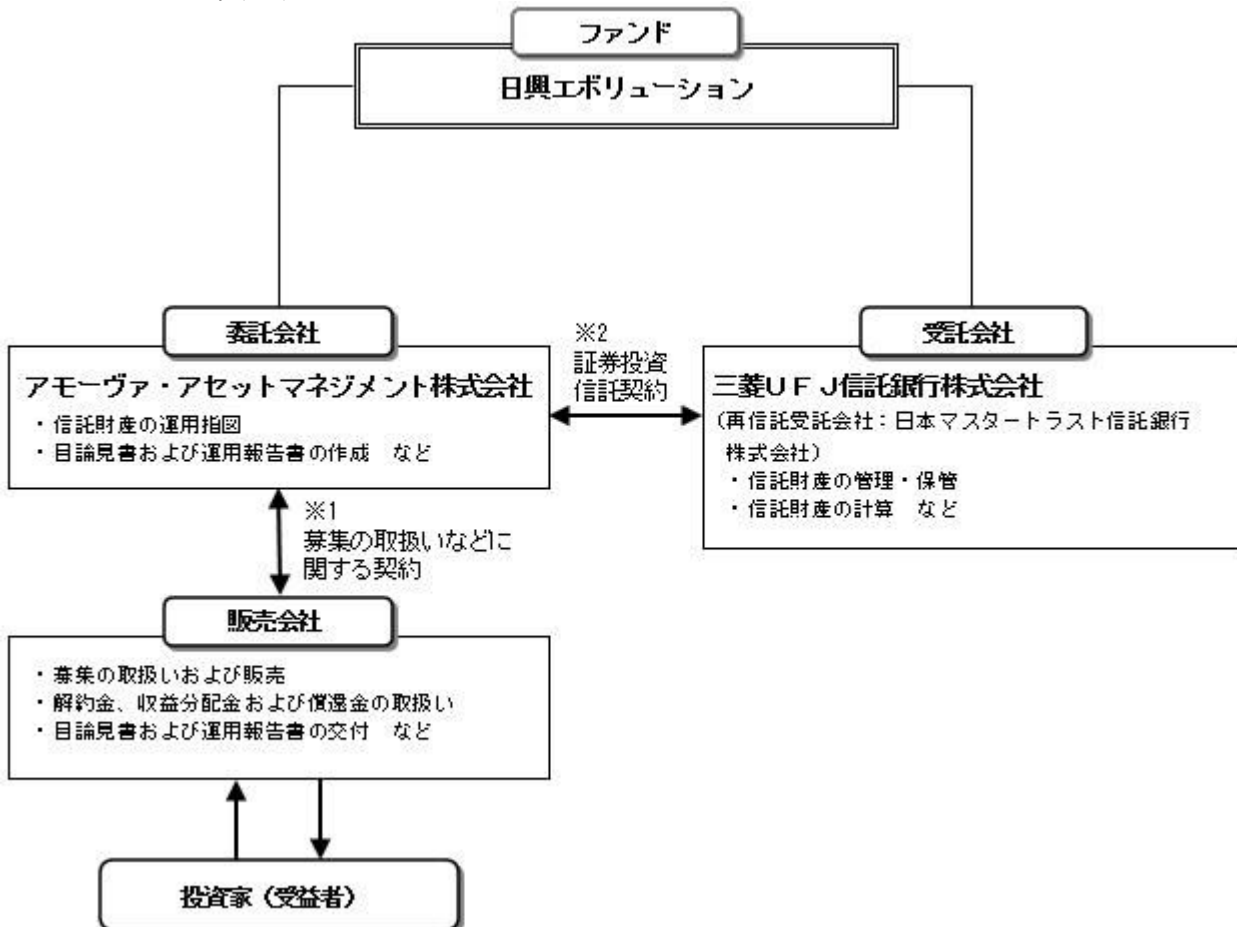 ファンド
日興エボリューション
委託会社
アモーヴァ・アセットマネジメント株式会社
・信託財産の運用指図
・目論見書および運用報告書の作成　など
※2
証券投資
信託契約
受託会社
三菱ＵＦＪ信託銀行株式会社
（再信託受託会社：日本マスタートラスト信託銀行
株式会社）
・信託財産の管理・保管
・信託財産の計算　など
※1
募集の取扱いなどに
関する契約
販売会社
・募集の取扱いおよび販売
・解約金、収益分配金および償還金の取扱い
・目論見書および運用報告書の交付　など
投資家（受益者）